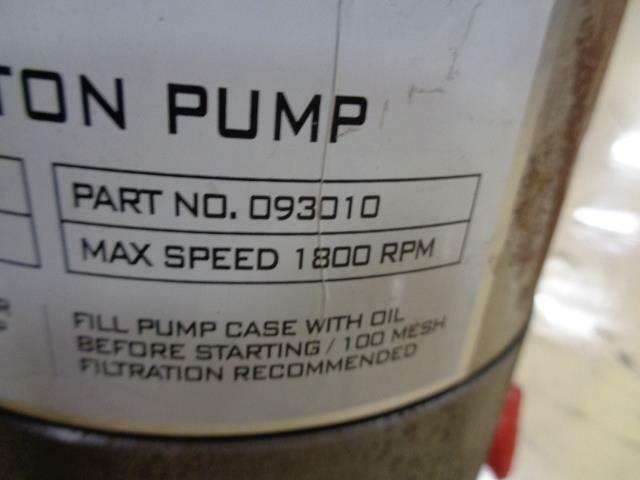 TON PUMP
PART NO. 093010
MAX SPEED 1800 RPM
FILL PUMP CASE WITH OIL
BEFORE STARTING / 100 MESH
FILTRATION RECOMMENDED